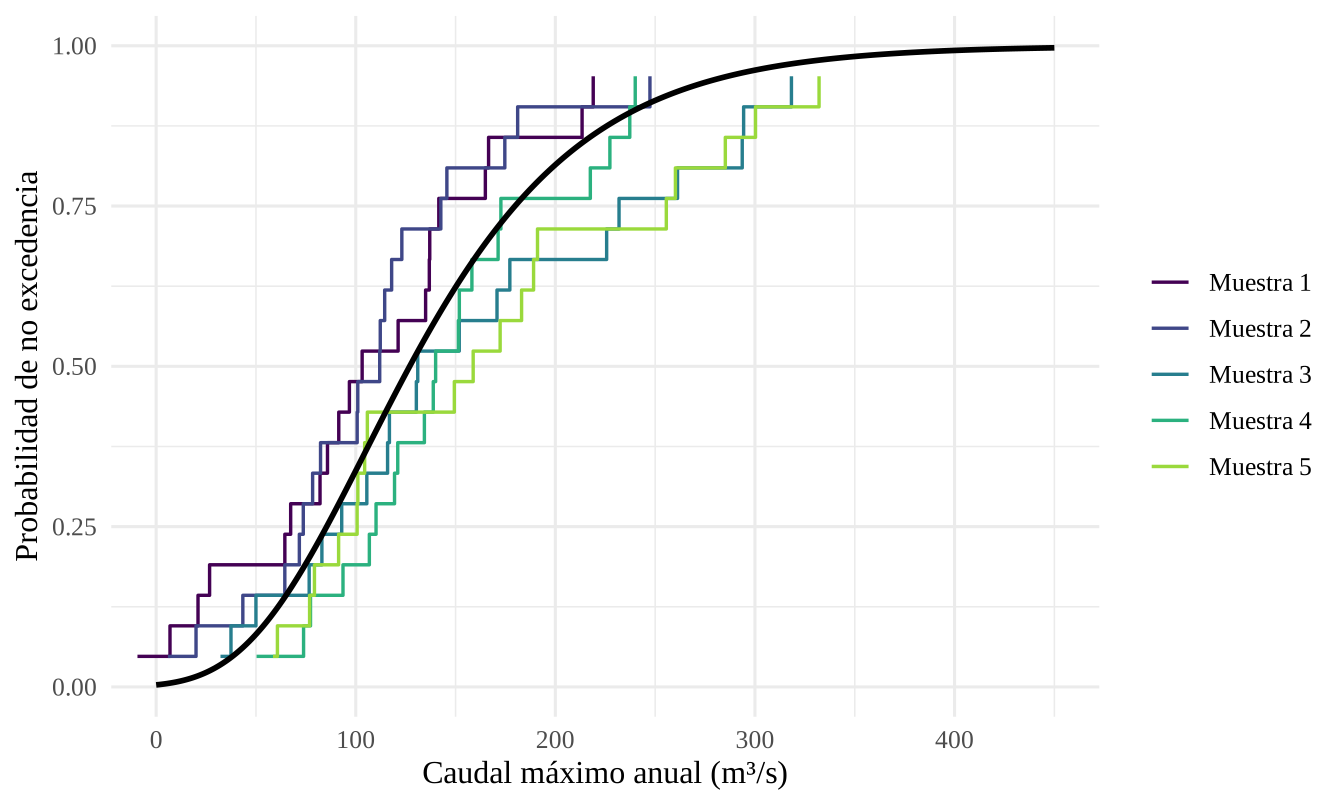 1.00
0.75
0.50
0.25
0.00
Probabilidad de no excedencia
0 100 200 300 400
Caudal máximo anual (m³/s)
Muestra 1
Muestra 2
Muestra 3
Muestra 4
Muestra 5